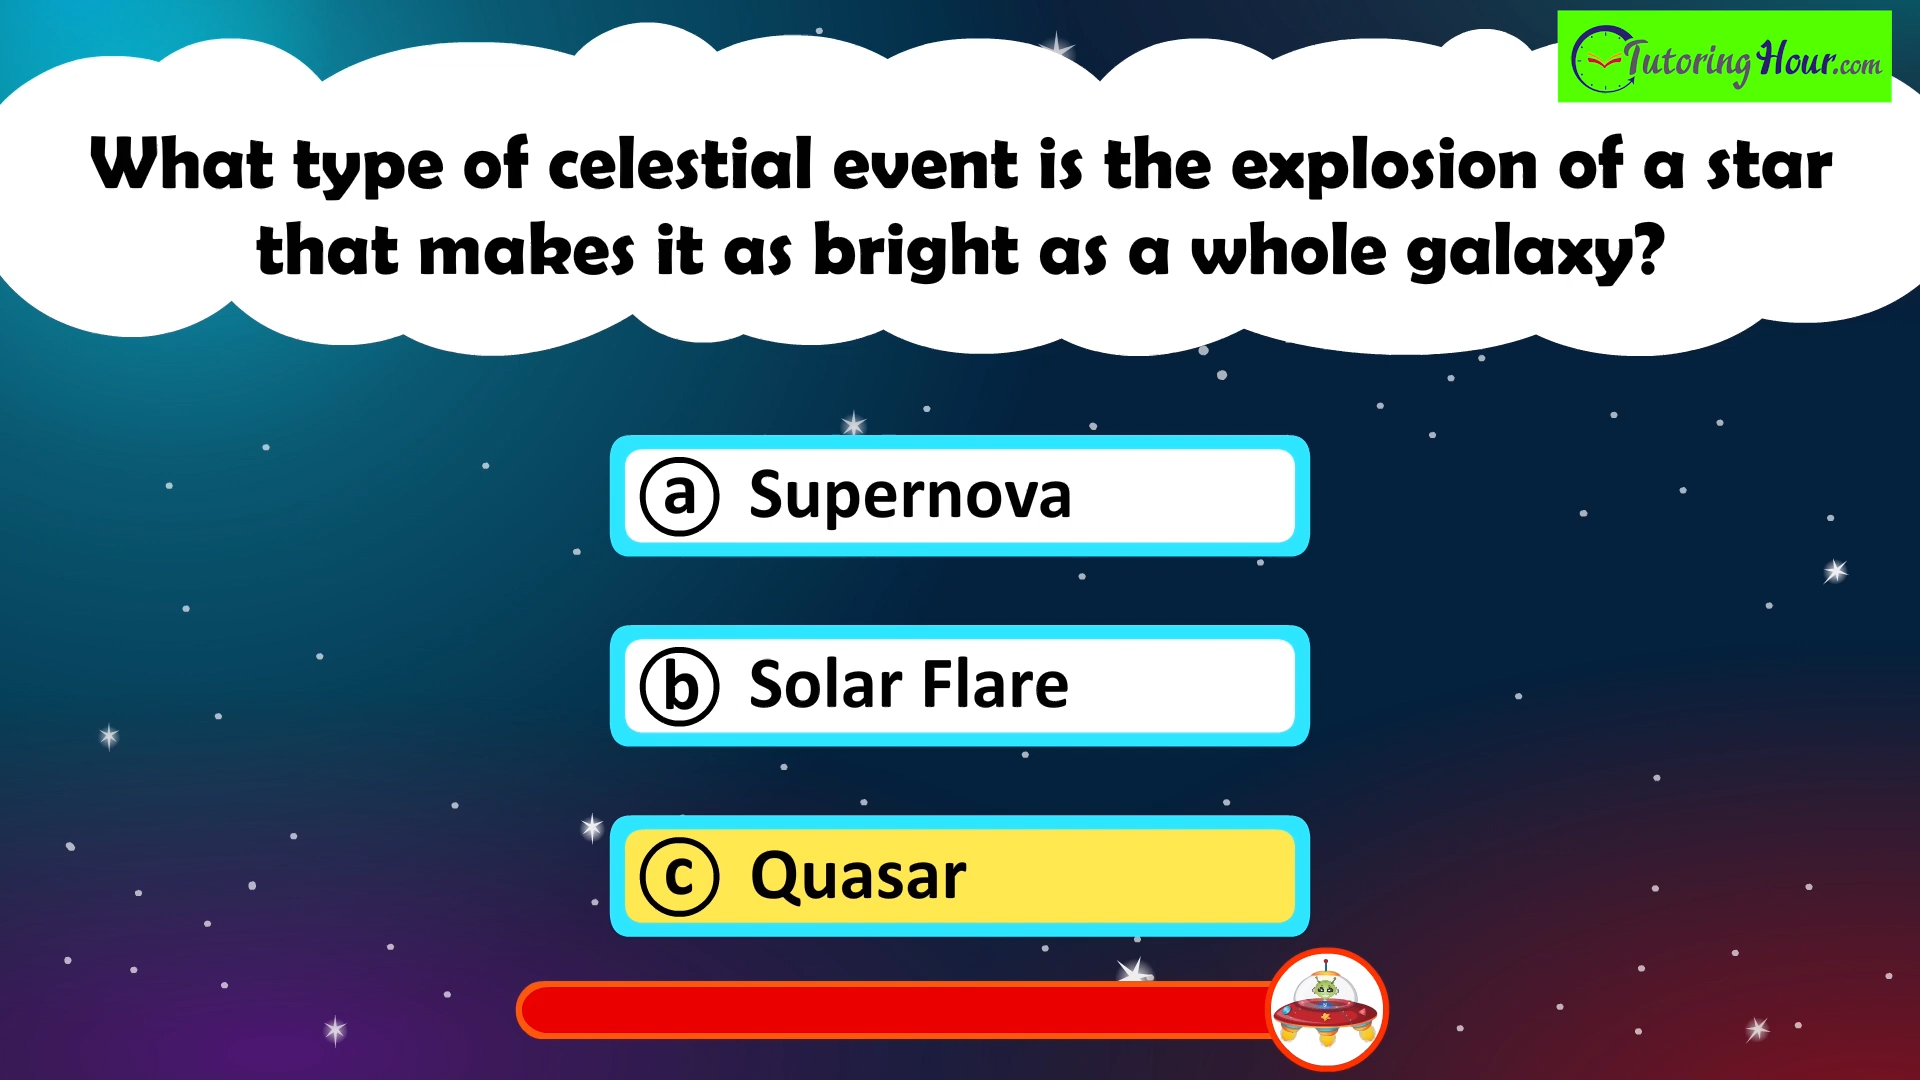 TutoringHour.com
What type of celestial event is the explosion of a star
that makes it as bright as a whole galaxy?
a Supernova
b Solar Flare
c Quasar